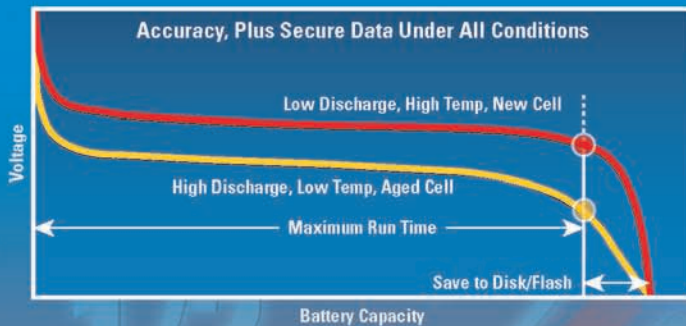 Accuracy, Plus Secure Data Under All Conditions
Low Discharge, High Temp, New Cell
Voltage
High Discharge, Low Temp, Aged Cell
Maximum Run Time
Save to Disk/Flash
Battery Capacity